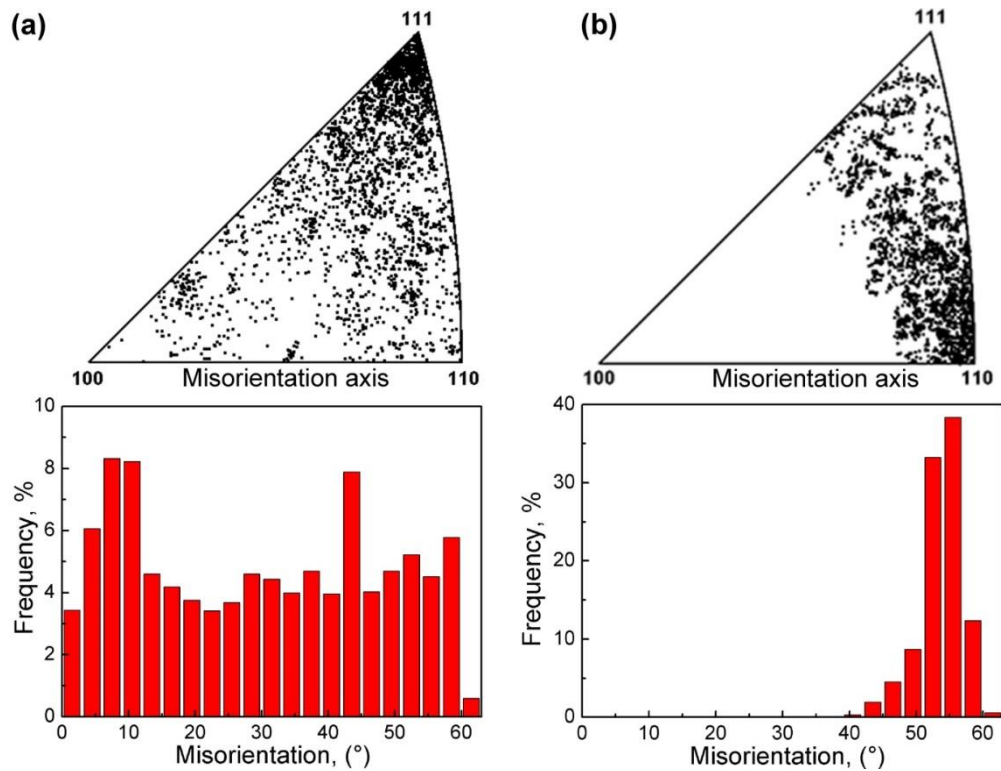 (a)
111
100
Misorientation axis
110
10
8
6
4
2
0
Frequency, %
0 10 20 30 40 50 60
Misorientation, (°)
(b)
111
100
Misorientation axis
110
40
30
20
10
0
Frequency, %
0 10 20 30 40 50 60
Misorientation, (°)